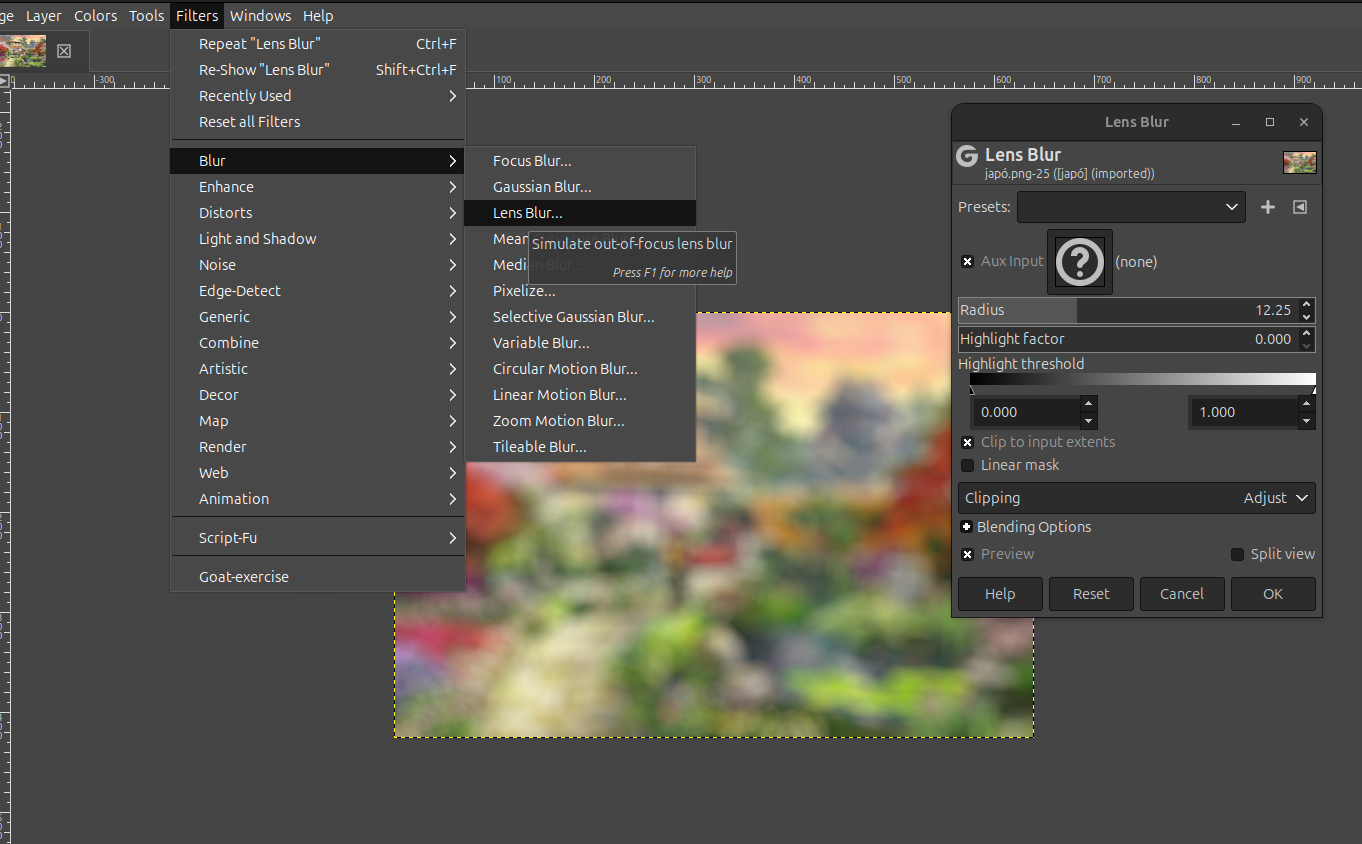 ge Layer Colors Tools Filters Windows Help
Repeat "Lens Blur" Ctrl+F
Re-Show "Lens Blur" Shift+Ctrl+F
Recently Used
Reset all Filters
Blur
Enhance
Distorts
Light and Shadow
Noise
Edge-Detect
Generic
Combine
Artistic
Decor
Map
Render
Web
Animation
Script-Fu
Goat-exercise
Focus Blur...
Gaussian Blur...
Lens Blur...
Mean
Median Blur...
Pixelize...
Selective Gaussian Blur...
Variable Blur...
Circular Motion Blur...
Linear Motion Blur...
Zoom Motion Blur...
Tileable Blur...
Simulate out-of-focus lens blur
Press F1 for more help
-300 100 200 300 400 500 600 700 800 900
Lens Blur
Lens Blur
japó.png-25 ([japó] (imported))
Presets:
Aux Input (none)
Radius 12.25
Highlight factor 0.000
Highlight threshold
0.000 1.000
Clip to input extents
Linear mask
Clipping Adjust
Blending Options
Preview Split view
Help Reset Cancel OK